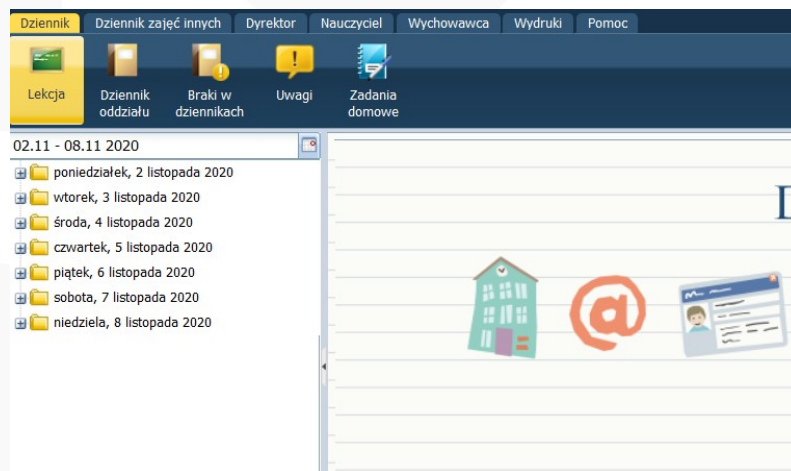 Dziennik Dziennik zajęć innych Dyrektor Nauczyciel Wychowawca Wydruki Pomoc
Lekcja Dziennik oddziału Braki w dziennikach Uwagi Zadania domowe
02.11 - 08.11 2020
poniedziałek, 2 listopada 2020
wtorek, 3 listopada 2020
środa, 4 listopada 2020
czwartek, 5 listopada 2020
piątek, 6 listopada 2020
sobota, 7 listopada 2020
niedziela, 8 listopada 2020